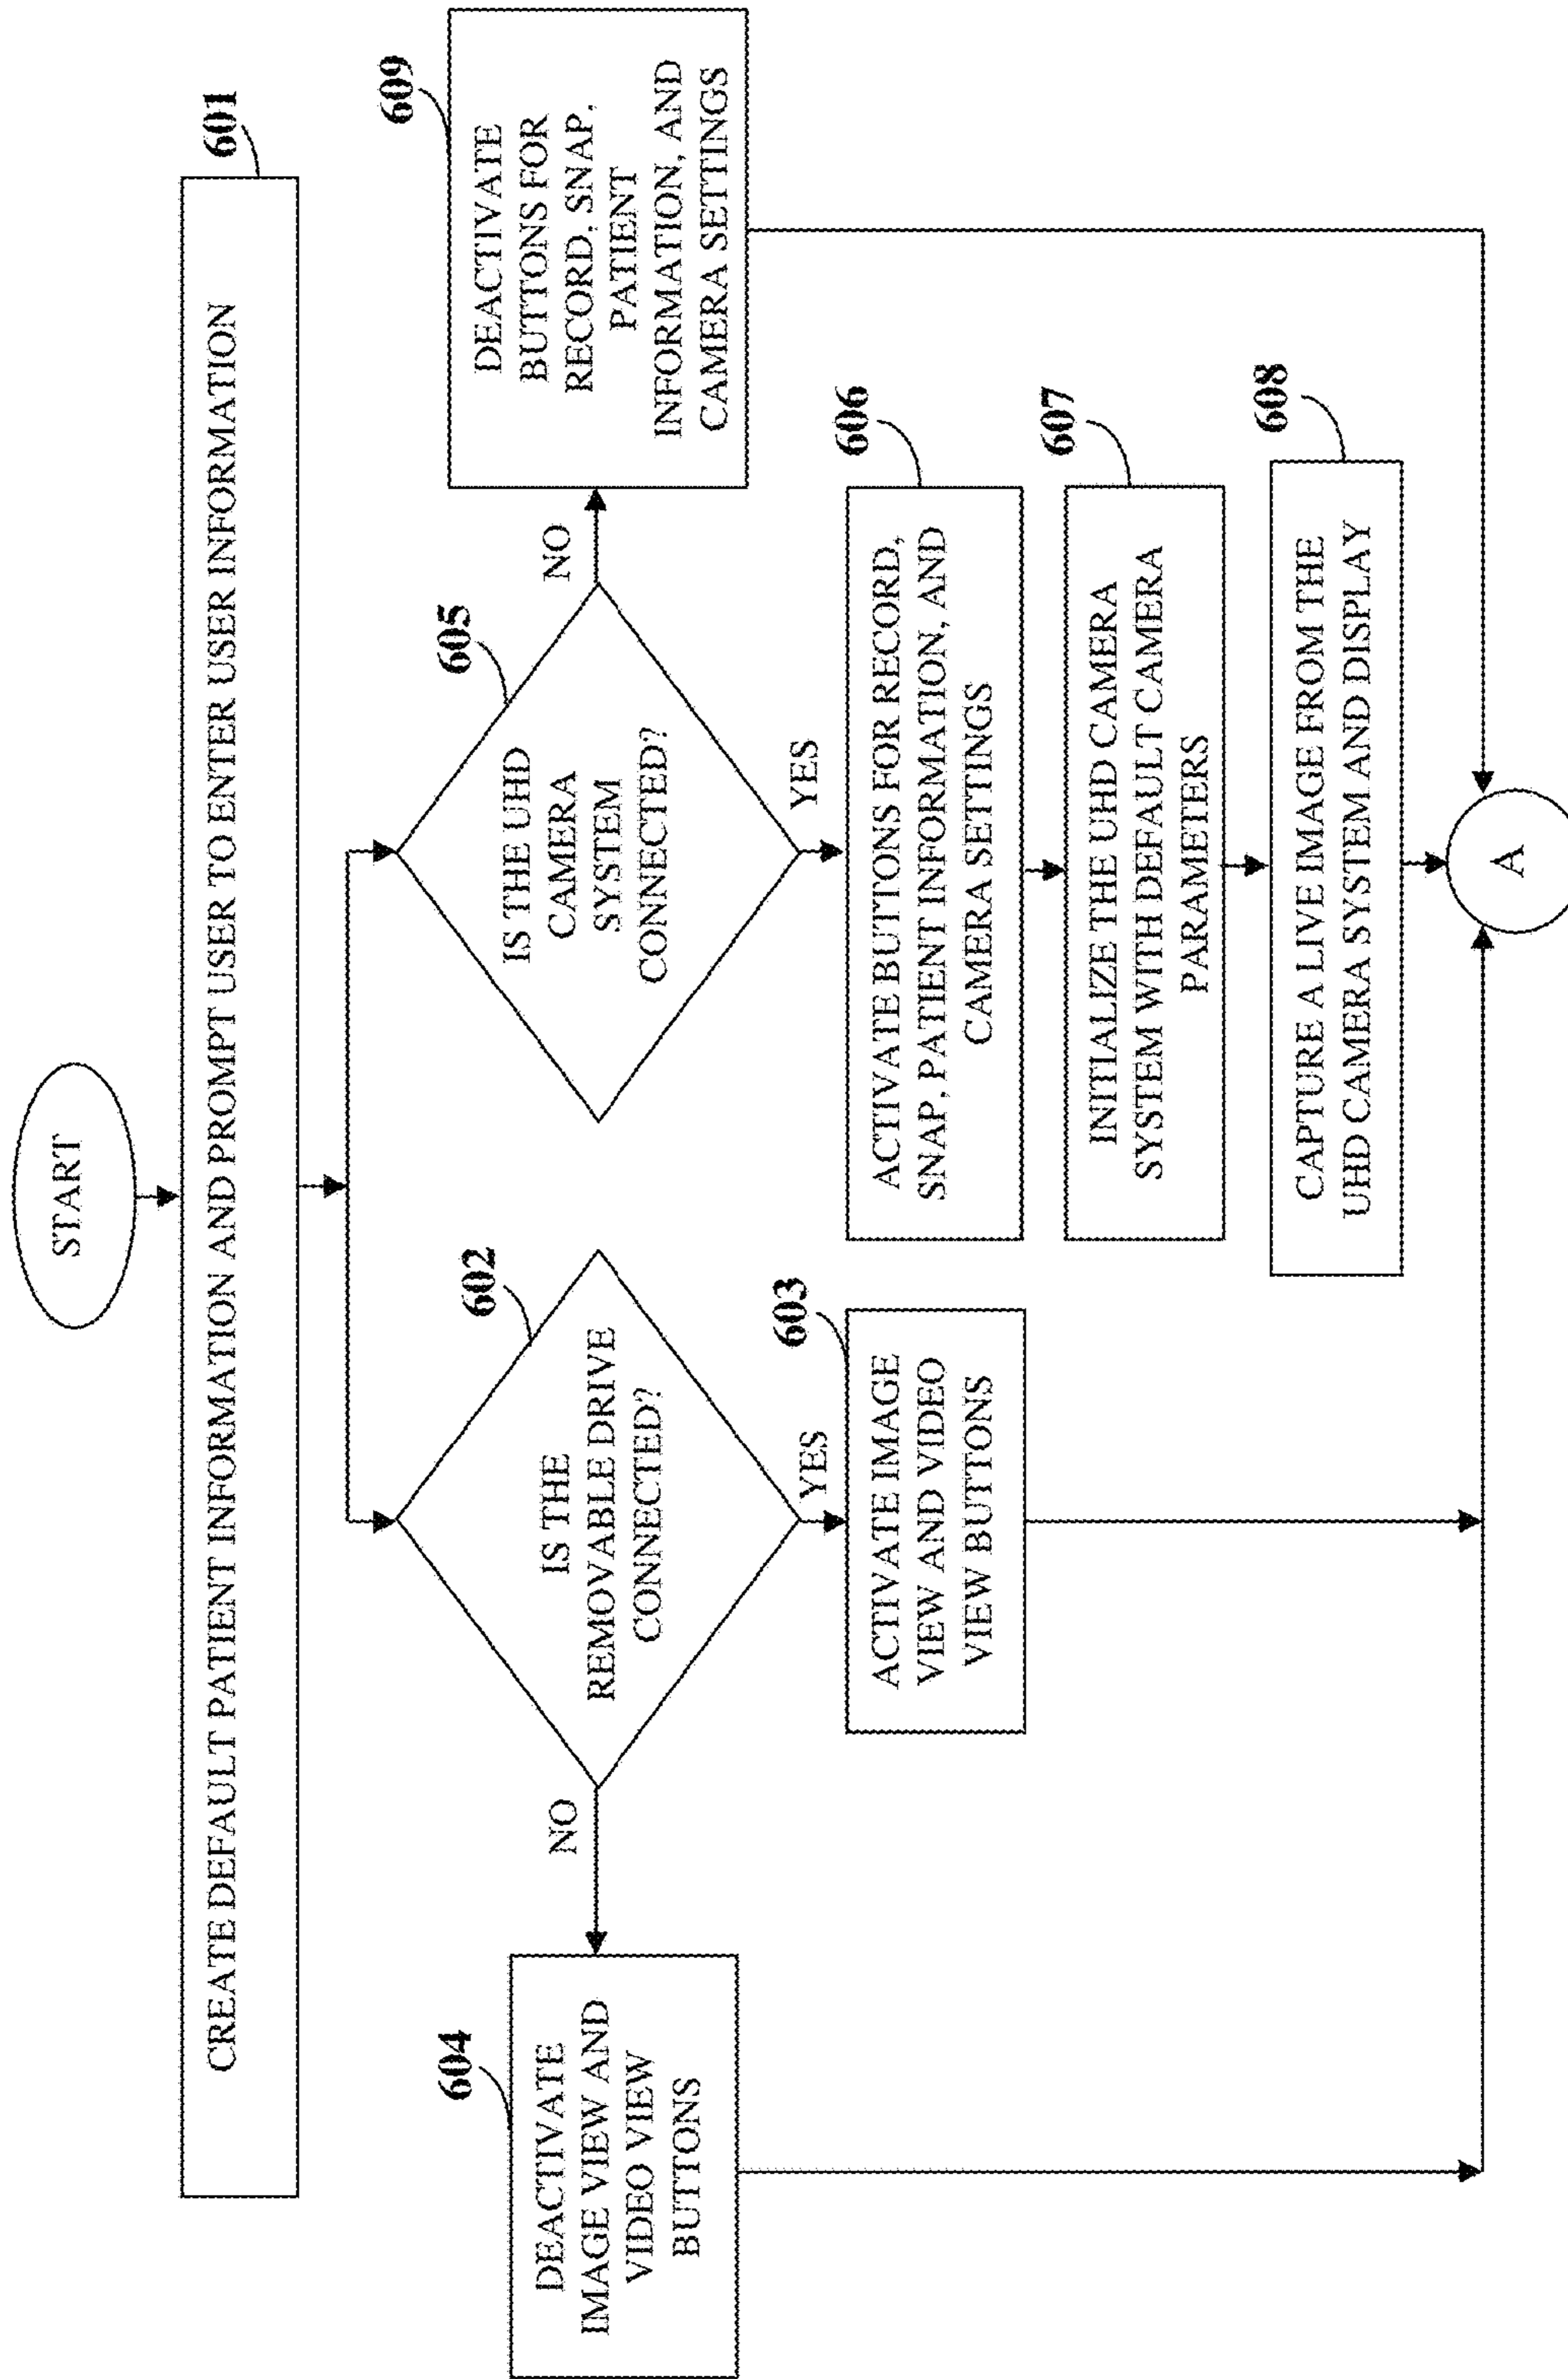 START
601
CREATE DEFAULT PATIENT INFORMATION AND PROMPT USER TO ENTER USER INFORMATION
602
IS THE
REMOVABLE DRIVE
CONNECTED?
NO
YES
604
DEACTIVATE
IMAGE VIEW AND
VIDEO VIEW
BUTTONS
603
ACTIVATE IMAGE
VIEW AND VIDEO
VIEW BUTTONS
605
IS THE UHD
CAMERA
SYSTEM
CONNECTED?
NO
YES
609
DEACTIVATE
BUTTONS FOR
RECORD, SNAP,
PATIENT
INFORMATION, AND
CAMERA SETTINGS
606
ACTIVATE BUTTONS FOR RECORD,
SNAP, PATIENT INFORMATION, AND
CAMERA SETTINGS
607
INITIALIZE THE UHD CAMERA
SYSTEM WITH DEFAULT CAMERA
PARAMETERS
608
CAPTURE A LIVE IMAGE FROM THE
UHD CAMERA SYSTEM AND DISPLAY
A